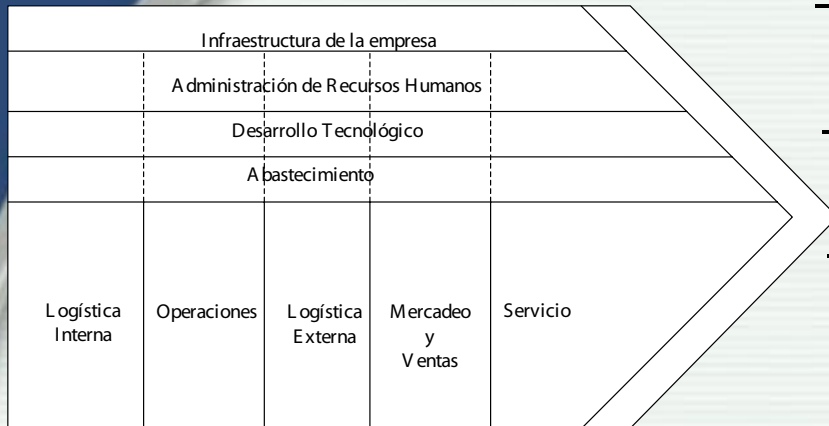 Infraestructura de la empresa
Administración de Recursos Humanos
Desarrollo Tecnológico
Abastecimiento
Logística
Interna
Operaciones
Logística
Externa
Mercadeo
y
Ventas
Servicio